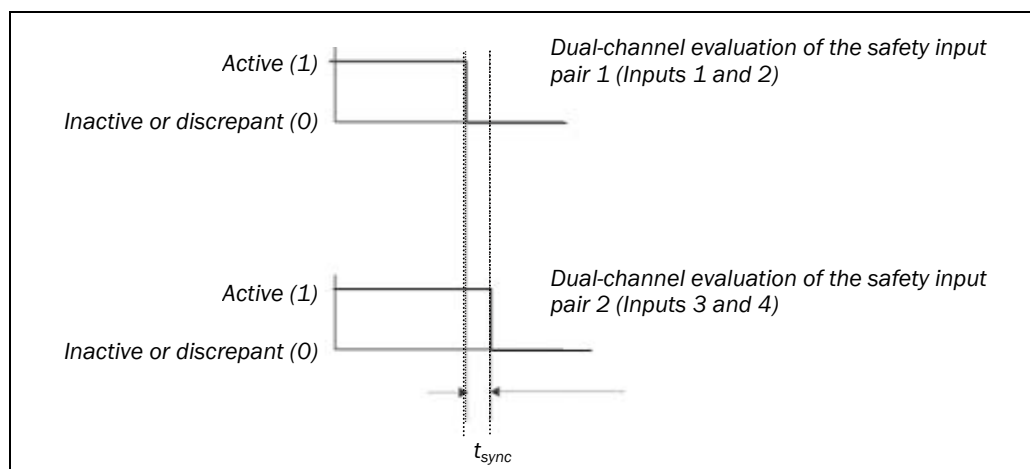 Active (1)
Dual-channel evaluation of the safety input
pair 1 (Inputs 1 and 2)
Inactive or discrepant (0)
Active (1)
Dual-channel evaluation of the safety input
pair 2 (Inputs 3 and 4)
Inactive or discrepant (0)
tsync